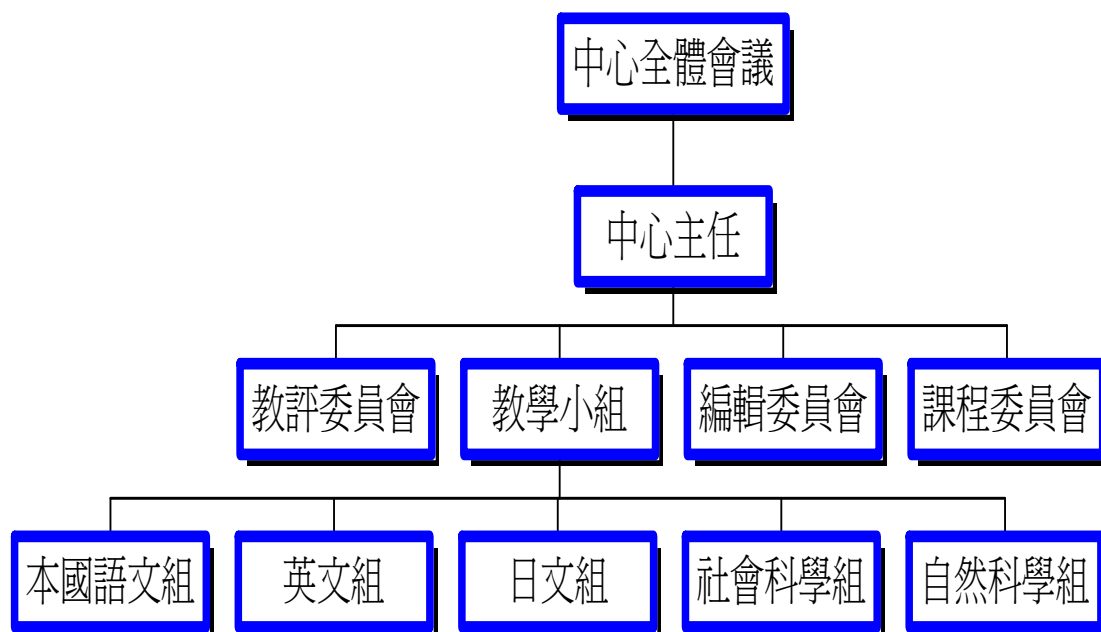 中心全體會議
中心主任
教評委員會
教學小組
編輯委員會
課程委員會
本國語文組
英文組
日文組
社會科學組
自然科學組